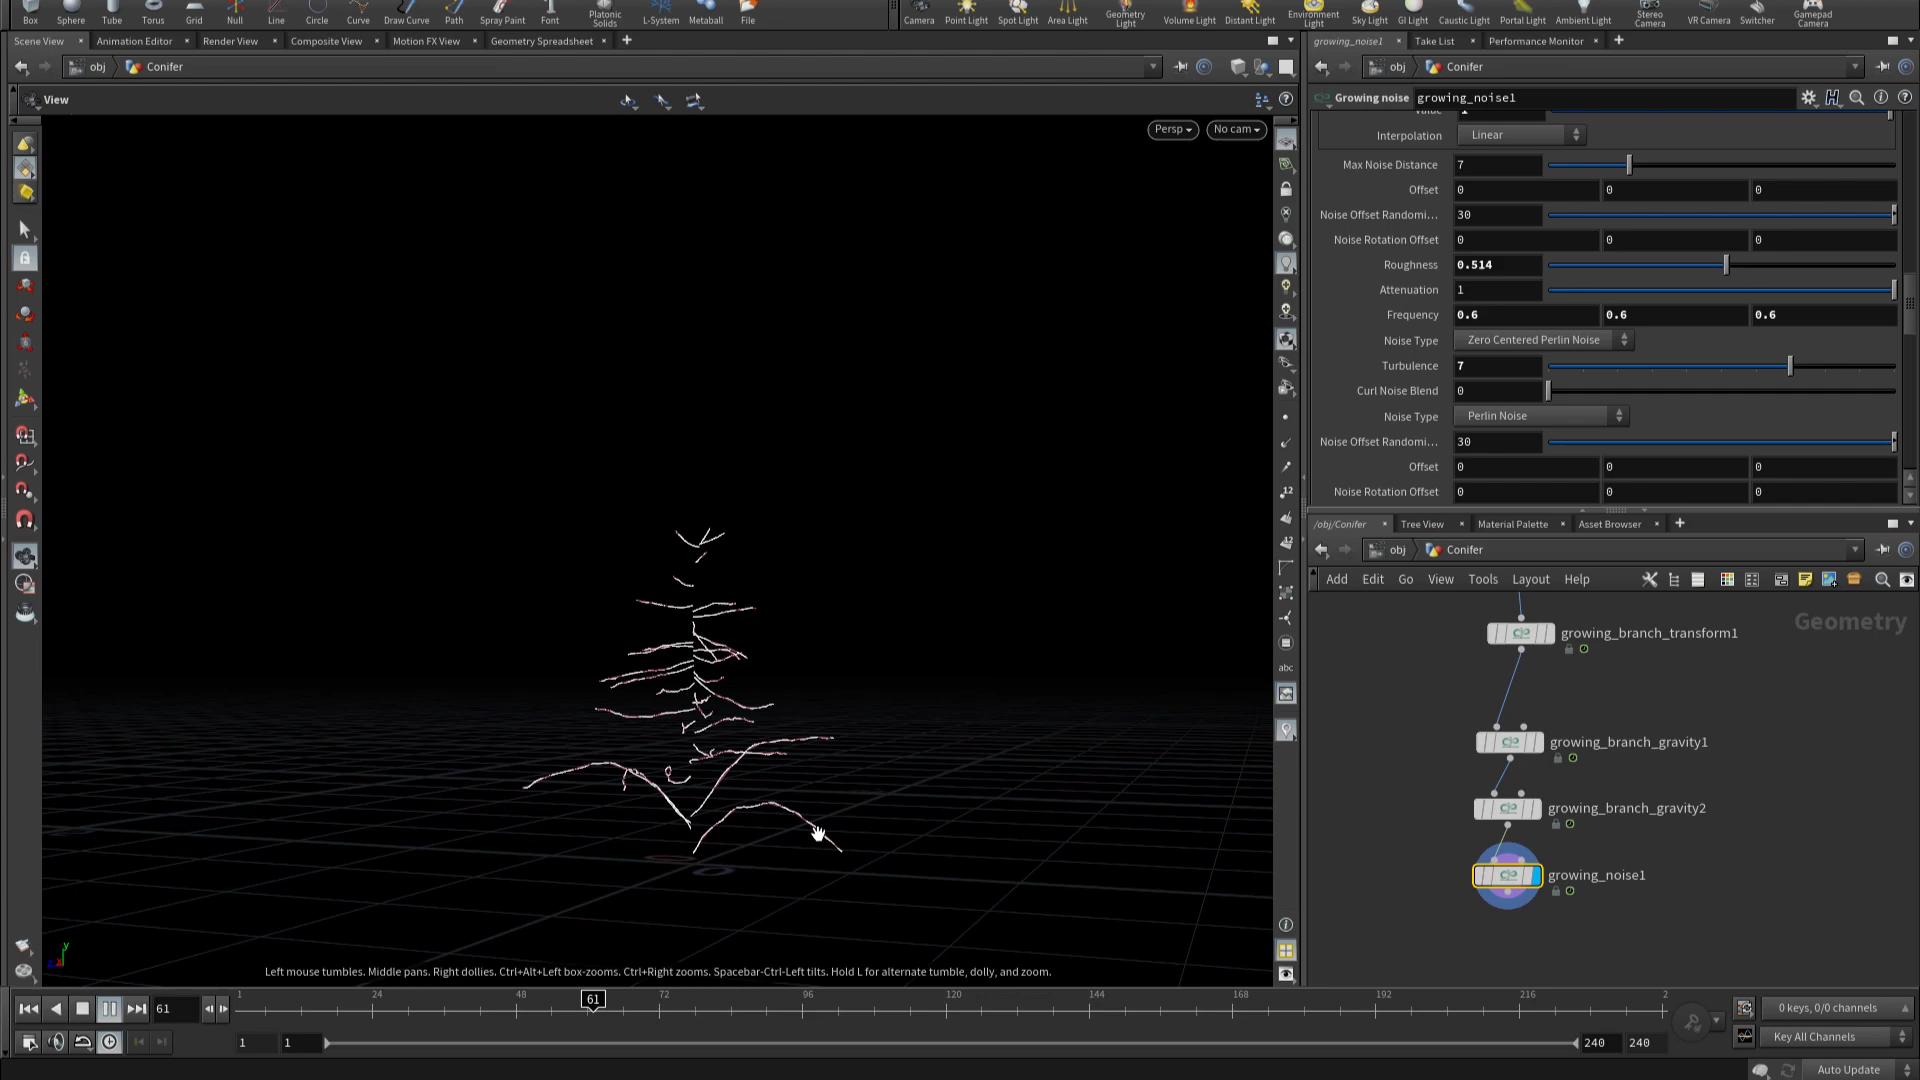 Box Sphere Tube Torus Grid Null Line Circle Curve Draw Curve Path Spray Paint Font Platonic Solids L-System Metaball File
Camera Point Light Spot Light Area Light Geometry Light Volume Light Distant Light Environment Light Sky Light GI Light Caustic Light Portal Light Ambient Light Stereo Camera VR Camera Switcher Gamepad Camera
Scene View Animation Editor Render View Composite View Motion FX View Geometry Spreadsheet
growing_noise1 Take List Performance Monitor
obj Conifer
obj Conifer
View
Growing noise growing_noise1
Persp No cam
Interpolation Linear
Max Noise Distance 7
Offset 0 0 0
Noise Offset Randomi... 30
Noise Rotation Offset 0 0 0
Roughness 0.514
Attenuation 1
Frequency 0.6 0.6 0.6
Noise Type Zero Centered Perlin Noise
Turbulence 7
Curl Noise Blend 0
Noise Type Perlin Noise
Noise Offset Randomi... 30
Offset 0 0 0
Noise Rotation Offset 0 0 0
12
12
abc
/obj/Conifer Tree View Material Palette Asset Browser
obj Conifer
Add Edit Go View Tools Layout Help
Geometry
growing_branch_transform1
growing_branch_gravity1
growing_branch_gravity2
growing_noise1
y
Left mouse tumbles. Middle pans. Right dollies. Ctrl+Alt+Left box-zooms. Ctrl+Right zooms. Spacebar-Ctrl-Left tilts. Hold L for alternate tumble, dolly, and zoom.
61 1 24 48 61 72 96 120 144 168 192 216 2
0 keys, 0/0 channels
1 1 240 240
Key All Channels
Auto Update